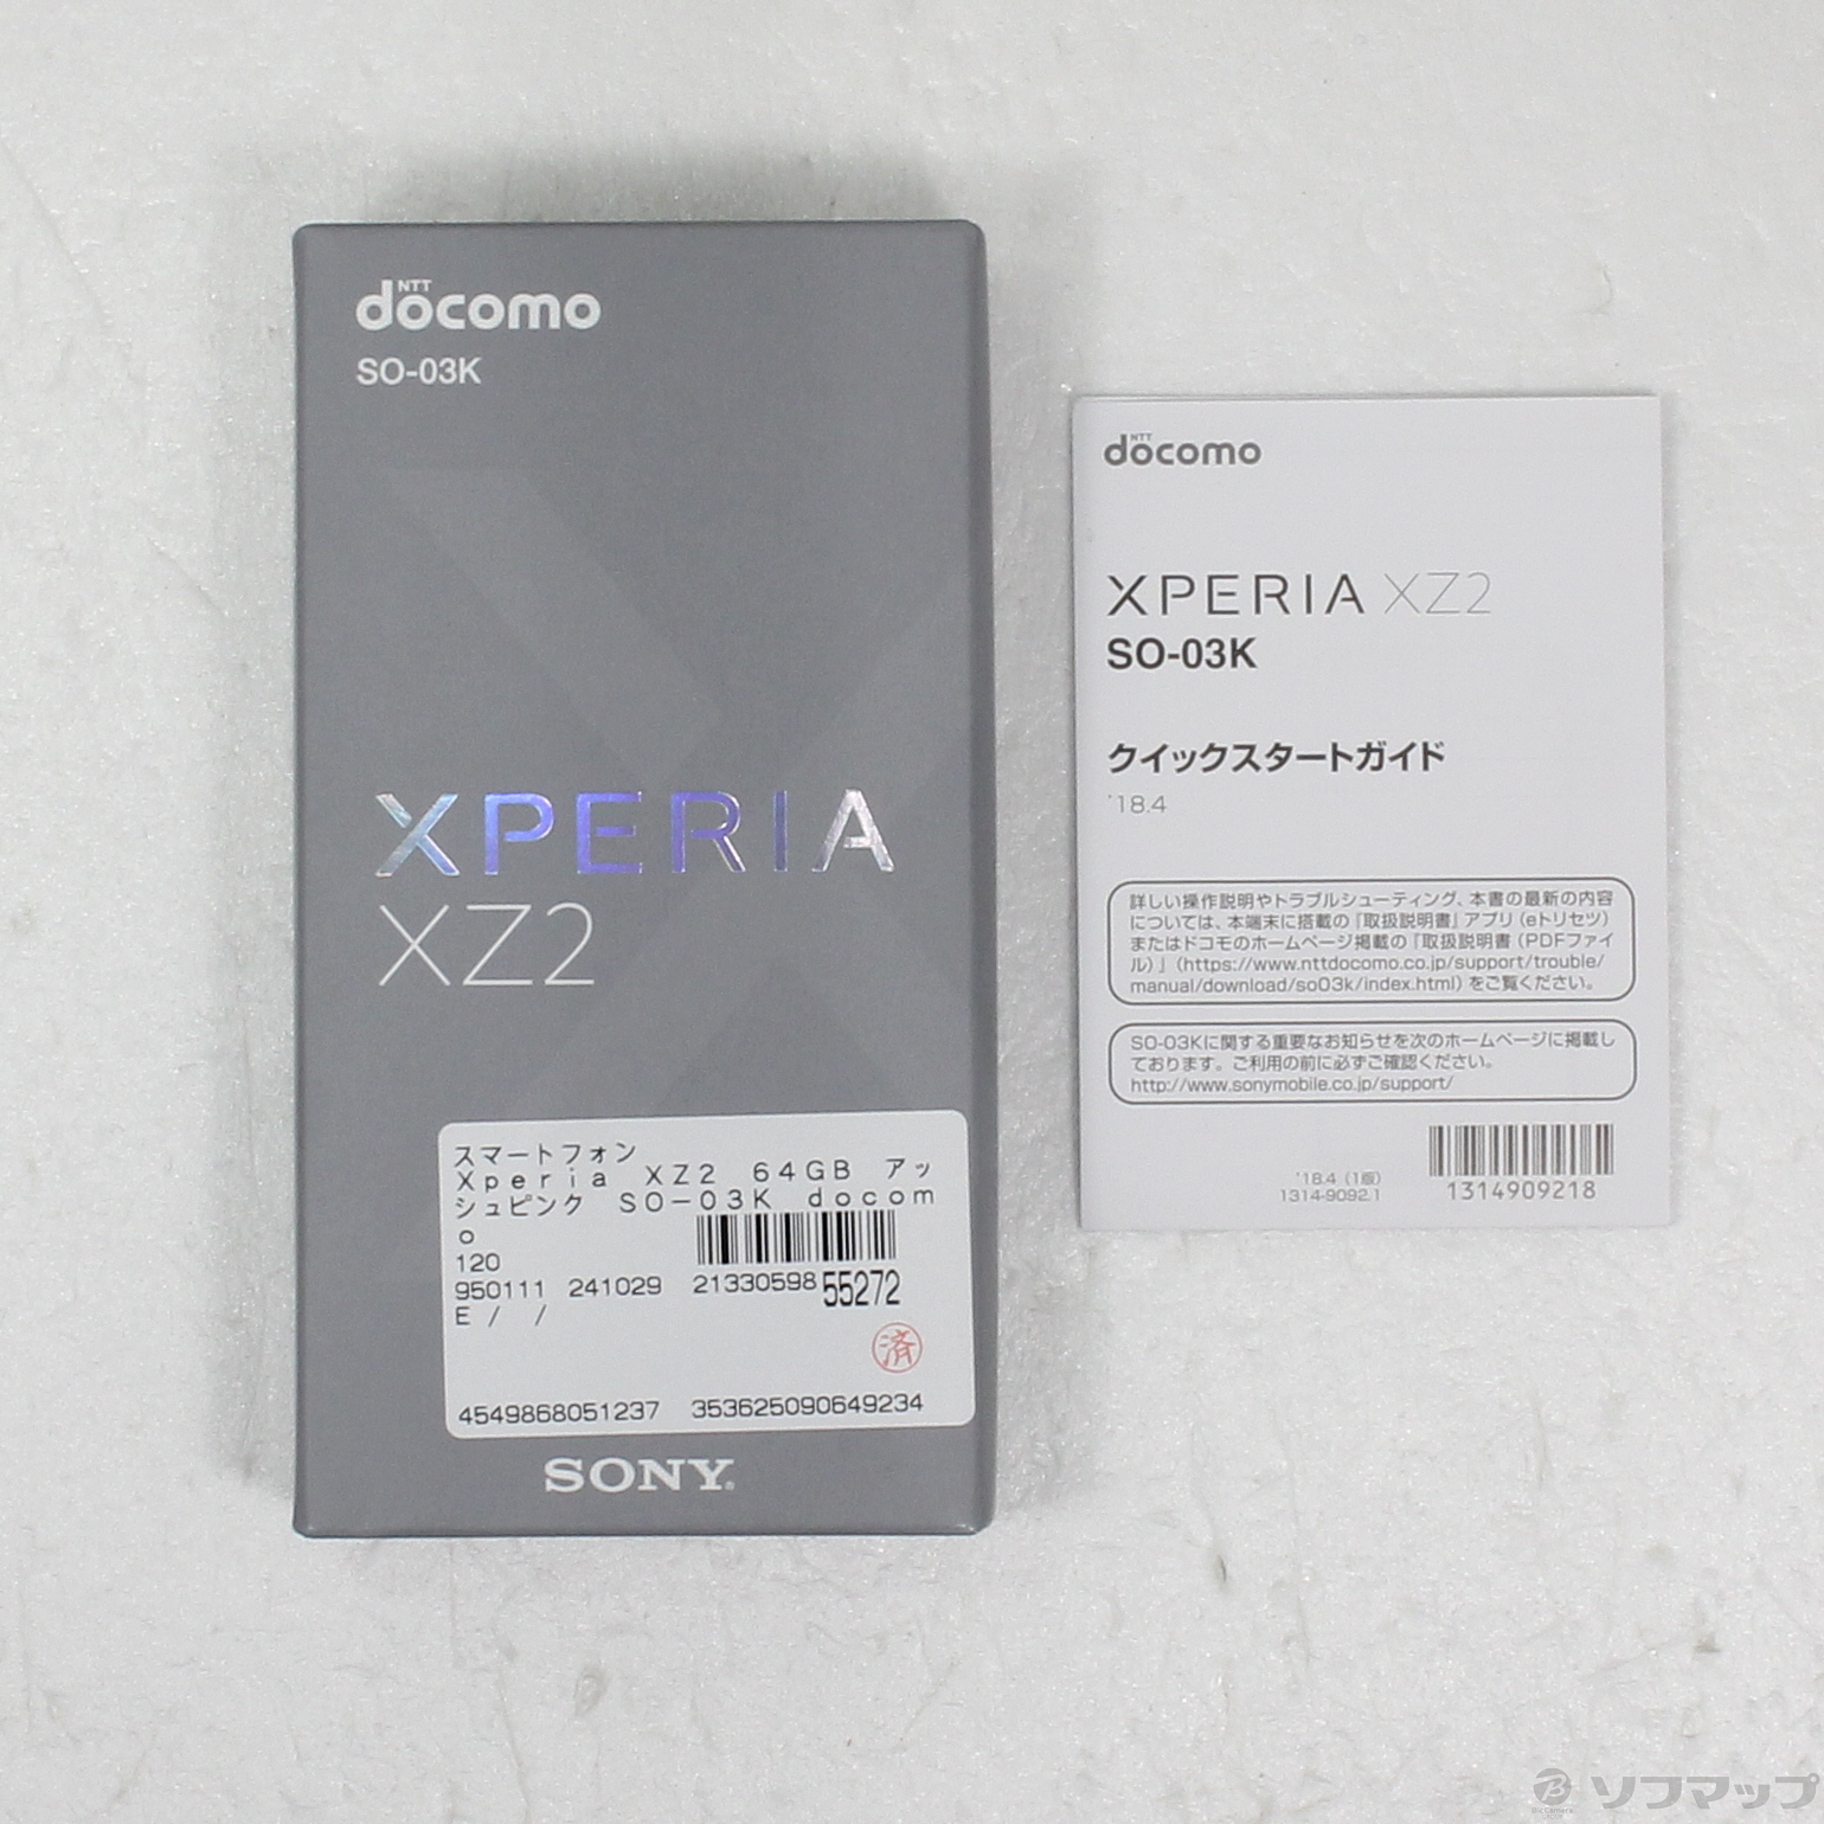 NTT
docomo
SO-03K
XPERIA
XZ2
スマートフォン
Xperia XZ2 64GB アッ
シュピンク SO-03K docom
o
120
950111 241029 21330598 55272
E / /
済
4549868051237 353625090649234
SONY
NTT
docomo
XPERIA XZ2
SO-03K
クイックスタートガイド
'18.4
詳しい操作説明やトラブルシューティング、本書の最新の内容
については、本端末に搭載の『取扱説明書』アプリ(eトリセツ)
またはドコモのホームページ掲載の『取扱説明書(PDFファイ
ル)』(https://www.nttdocomo.co.jp/support/trouble/
manual/download/so03k/index.html)をご覧ください。
SO-03Kに関する重要なお知らせを次のホームページに掲載し
ております。ご利用の前に必ずご確認ください。
http://www.sonymobile.co.jp/support/
'18.4 (1版)
1314-9092.1
1314909218
BicCamera
ソフマップ